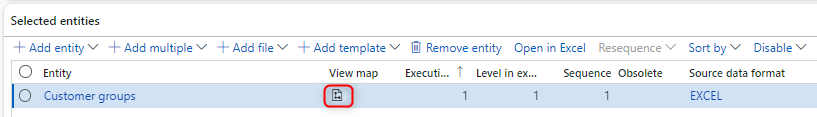 Selected entities
Add entity Add multiple Add file Add template Remove entity Open in Excel Resequence Sort by Disable
Entity View map Executi... Level in ex... Sequence Obsolete Source data format
Customer groups 1 1 1 EXCEL